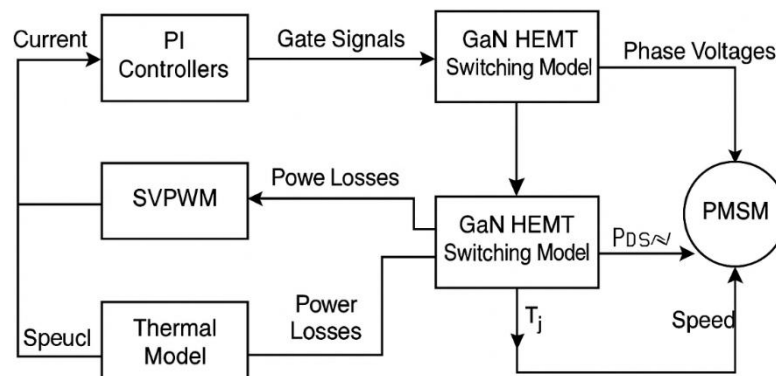 Current
PI
Controllers
Gate Signals
GaN HEMT
Switching Model
Phase Voltages
SVPWM
Powe Losses
GaN HEMT
Switching Model
PDS
PMSM
Speucl
Thermal
Model
Power
Losses
Tj
Speed